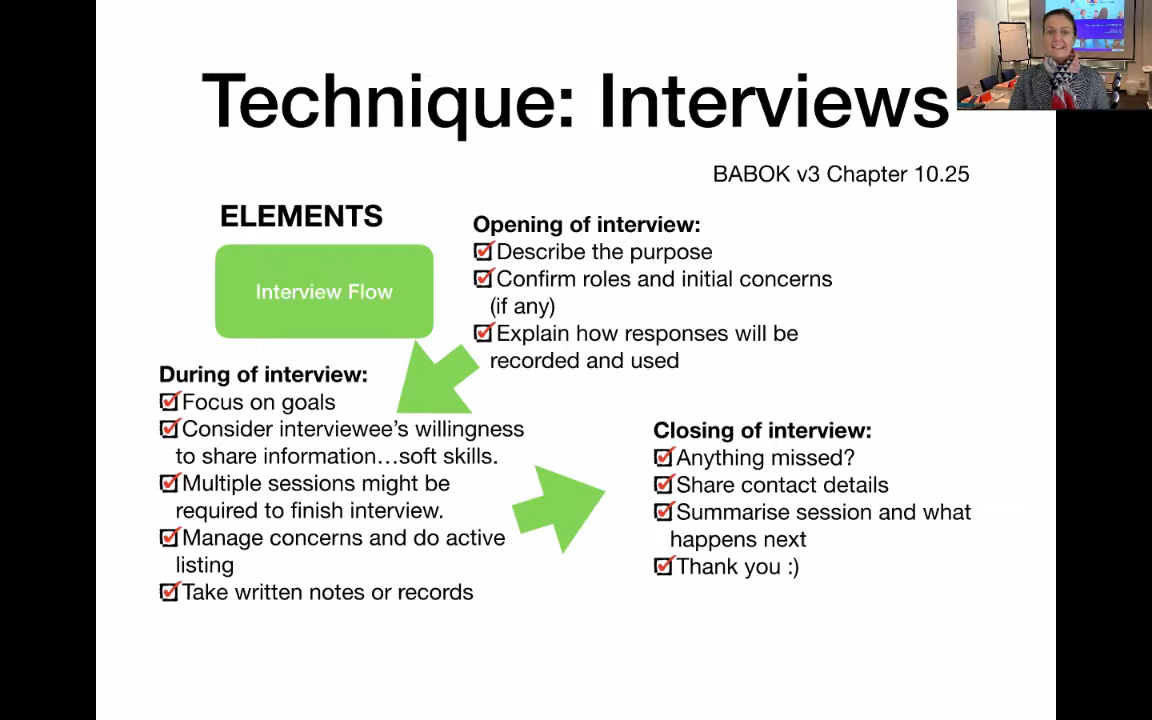 Technique: Interviews
BABOK v3 Chapter 10.25
ELEMENTS
Interview Flow
Opening of interview:
Describe the purpose
Confirm roles and initial concerns
(if any)
Explain how responses will be
recorded and used
During of interview:
Focus on goals
Consider interviewee's willingness
to share information…soft skills.
Multiple sessions might be
required to finish interview.
Manage concerns and do active
listing
Take written notes or records
Closing of interview:
Anything missed?
Share contact details
Summarise session and what
happens next
Thank you :)